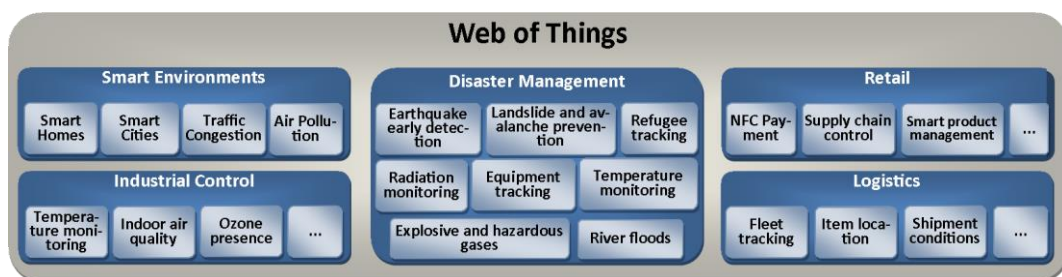 Web of Things
Smart Environments
Smart
Homes
Smart
Cities
Traffic
Congestion
Air Pollu-
tion
Industrial Control
Tempera-
ture moni-
toring
Indoor air
quality
Ozone
presence
...
Disaster Management
Earthquake
early detec-
tion
Landslide and av-
alanche preven-
tion
Refugee
tracking
Radiation
monitoring
Equipment
tracking
Temperature
monitoring
Explosive and hazardous
gases
River floods
Retail
NFC Pay-
ment
Supply chain
control
Smart product
management
...
Logistics
Fleet
tracking
Item loca-
tion
Shipment
conditions
...